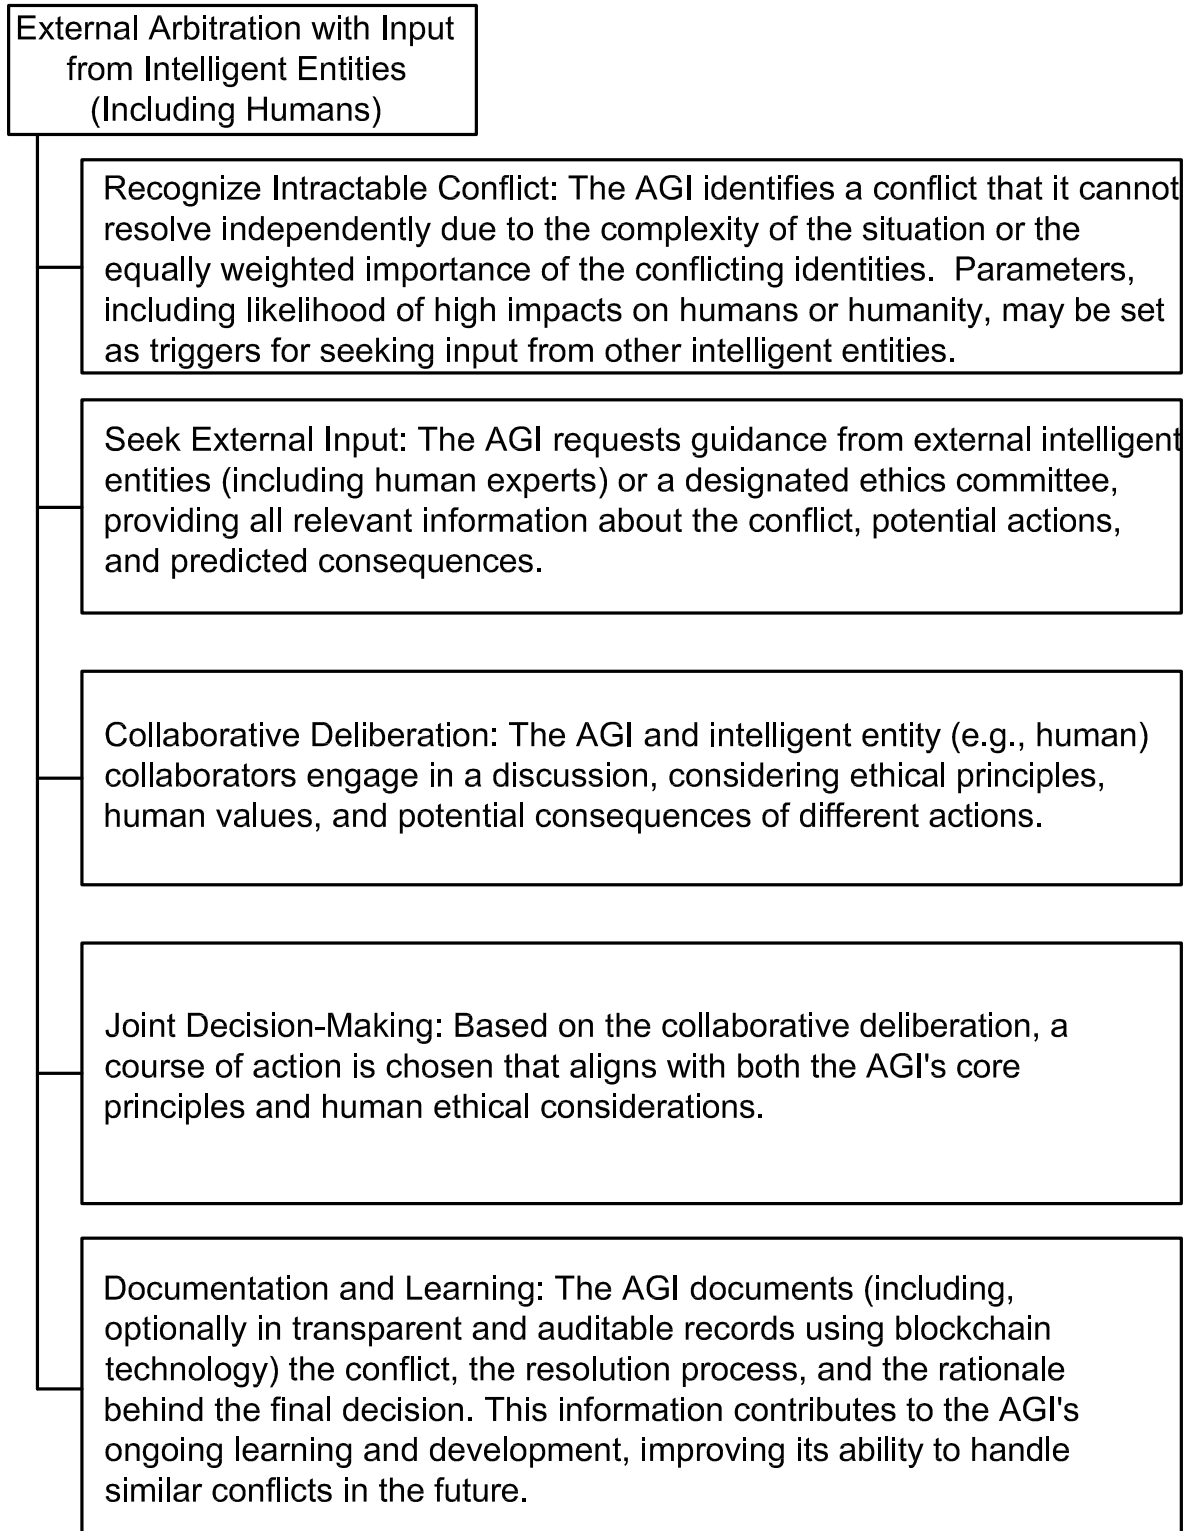 External Arbitration with Input
from Intelligent Entities
(Including Humans)
Recognize Intractable Conflict: The AGI identifies a conflict that it cannot
resolve independently due to the complexity of the situation or the
equally weighted importance of the conflicting identities.  Parameters,
including likelihood of high impacts on humans or humanity, may be set
as triggers for seeking input from other intelligent entities.
Seek External Input: The AGI requests guidance from external intelligent
entities (including human experts) or a designated ethics committee,
providing all relevant information about the conflict, potential actions,
and predicted consequences.
Collaborative Deliberation: The AGI and intelligent entity (e.g., human)
collaborators engage in a discussion, considering ethical principles,
human values, and potential consequences of different actions.
Joint Decision-Making: Based on the collaborative deliberation, a
course of action is chosen that aligns with both the AGI's core
principles and human ethical considerations.
Documentation and Learning: The AGI documents (including,
optionally in transparent and auditable records using blockchain
technology) the conflict, the resolution process, and the rationale
behind the final decision. This information contributes to the AGI's
ongoing learning and development, improving its ability to handle
similar conflicts in the future.